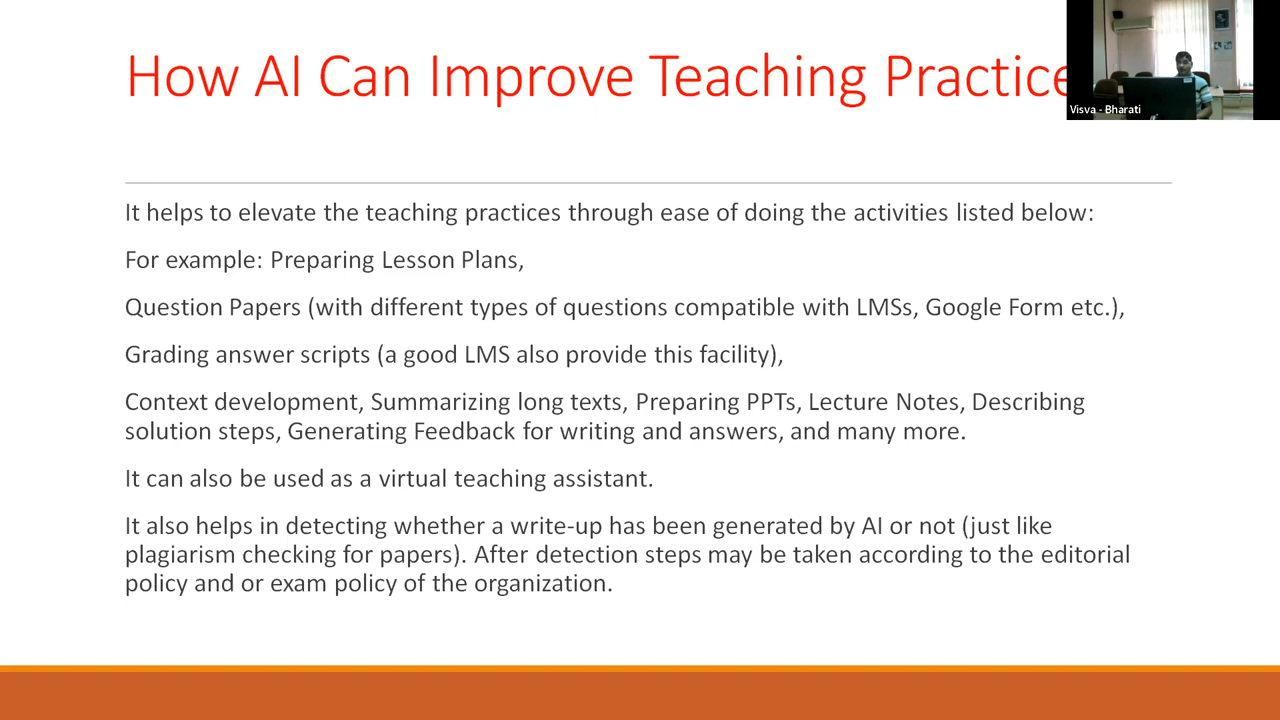 How AI Can Improve Teaching Practice
Visva - Bharati
It helps to elevate the teaching practices through ease of doing the activities listed below:
For example: Preparing Lesson Plans,
Question Papers (with different types of questions compatible with LMSs, Google Form etc.),
Grading answer scripts (a good LMS also provide this facility),
Context development, Summarizing long texts, Preparing PPTs, Lecture Notes, Describing
solution steps, Generating Feedback for writing and answers, and many more.
It can also be used as a virtual teaching assistant.
It also helps in detecting whether a write-up has been generated by AI or not (just like
plagiarism checking for papers). After detection steps may be taken according to the editorial
policy and or exam policy of the organization.